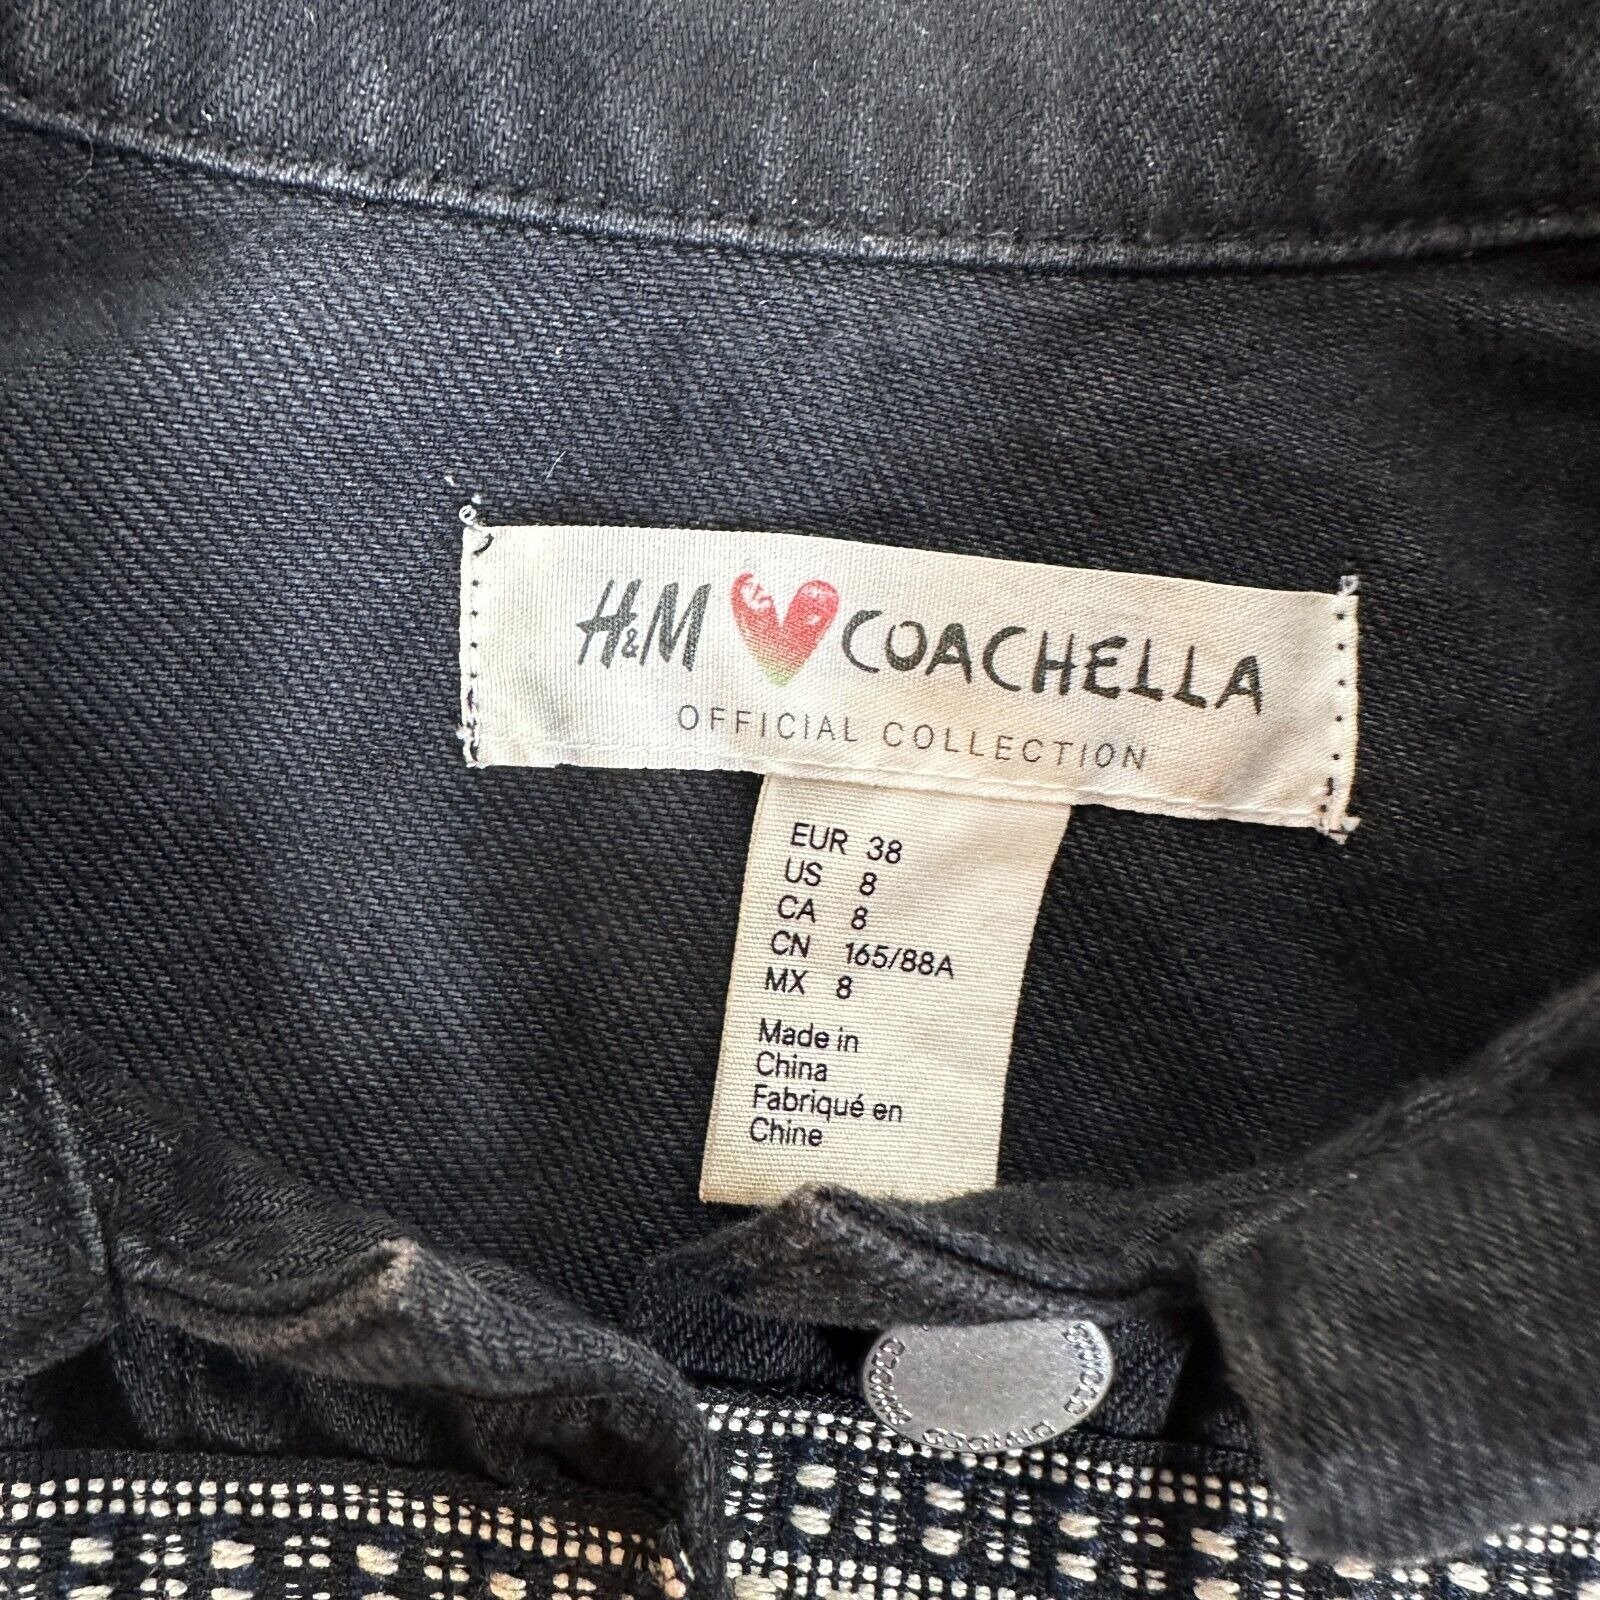 H&M COACHELLA
OFFICIAL COLLECTION
EUR 38
US 8
CA 8
CN 165/88A
MX 8
Made in
China
Fabriqué en
Chine